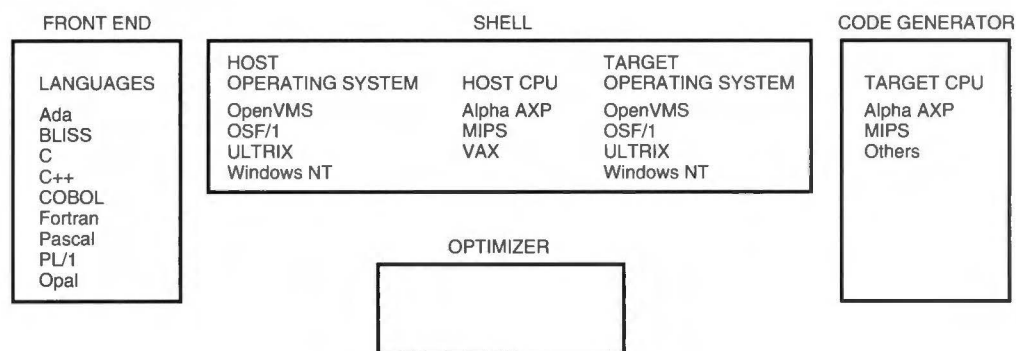 FRONT END
LANGUAGES
Ada
BLISS
C
C++
COBOL
Fortran
Pascal
PL/1
Opal
SHELL
HOST
OPERATING SYSTEM
OpenVMS
OSF/1
ULTRIX
Windows NT
HOST CPU
Alpha AXP
MIPS
VAX
TARGET
OPERATING SYSTEM
OpenVMS
OSF/1
ULTRIX
Windows NT
CODE GENERATOR
TARGET CPU
Alpha AXP
MIPS
Others
OPTIMIZER